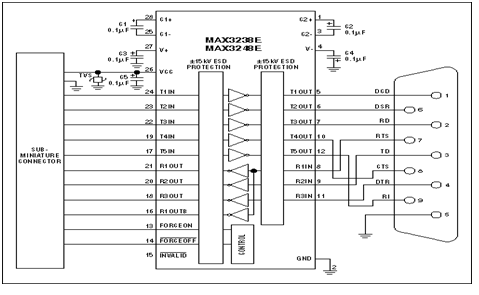 28 C1+ C2+ 1
C1
0.1µF
C2
0.1µF
25 C1- C2- 3
MAX3238E
MAX3248E
27 V+ V- 4
C3
0.1µF
C4
0.1µF
±15kV ESD
PROTECTION
±15kV ESD
PROTECTION
TVS
C5
0.1µF
26 VCC
24 T1IN T1OUT 5 DCD 1
23 T2IN T2OUT 6 DSR 6
22 T3IN T3OUT 7 RD 2
19 T4IN T4OUT 10 RTS 7
17 T5IN T5OUT 12 TD 3
SUB-
MINIATURE
CONNECTOR
21 R1OUT R1IN 8 CTS 8
20 R2OUT R2IN 9 DTR 4
18 R3OUT R3IN 11 RI 9
16 R1OUTB
13 FORCEON
14 FORCEOFF
15 INVALID
CONTROL
GND
2